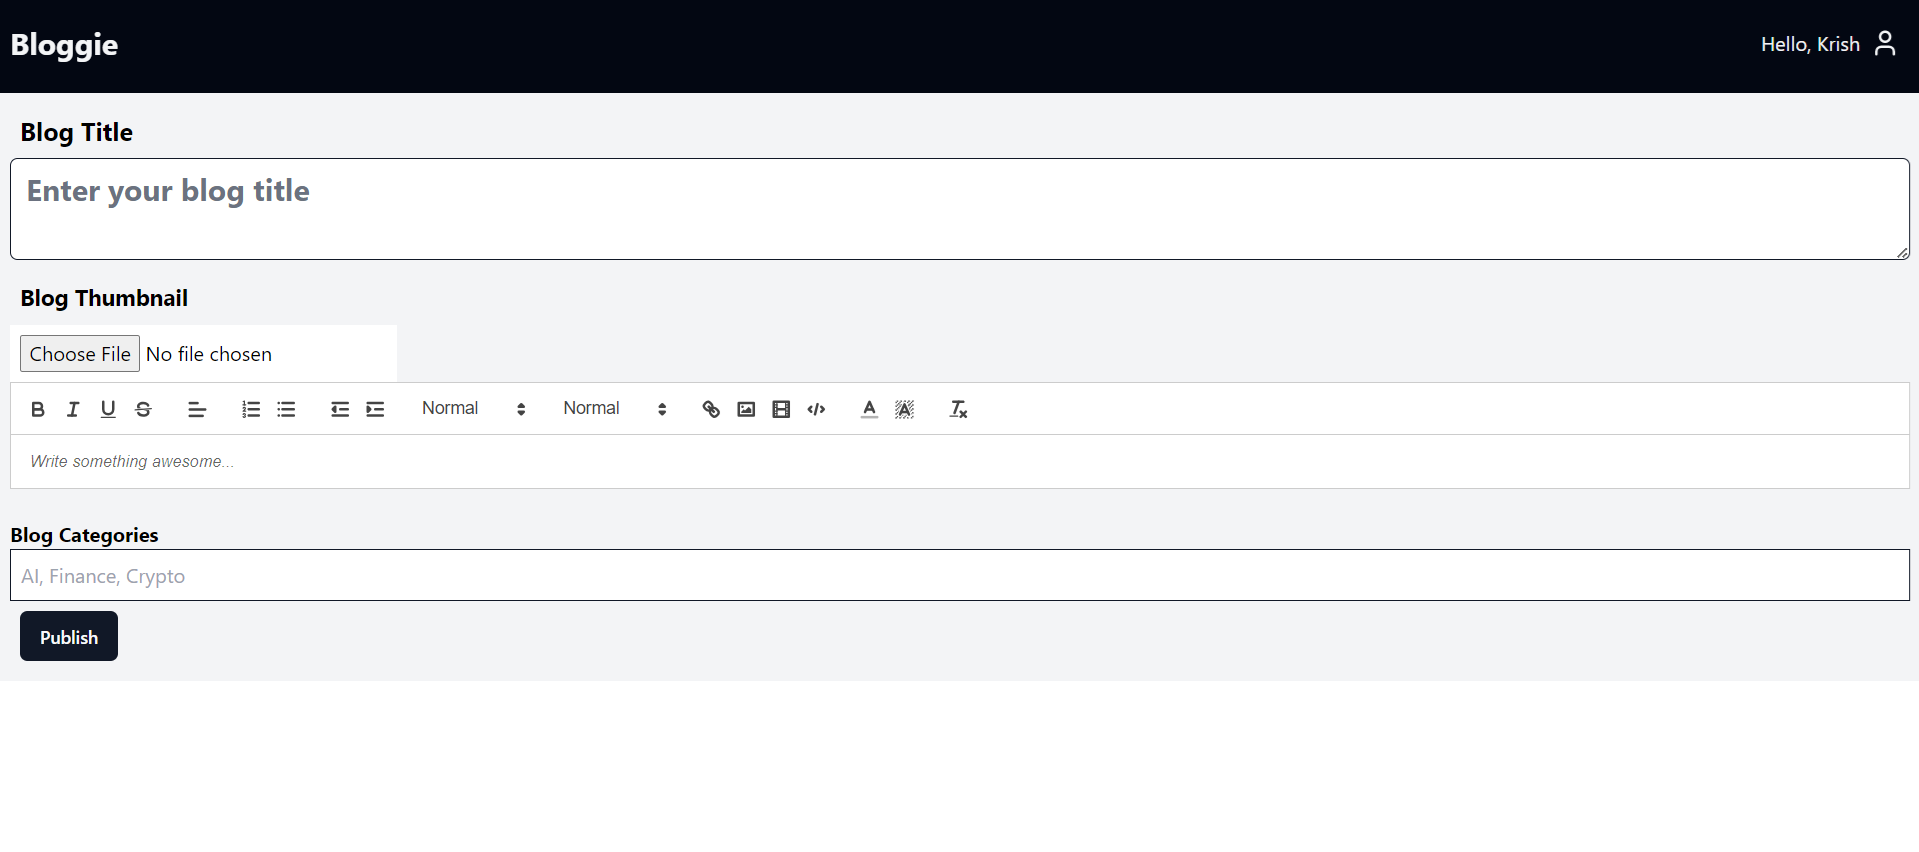 Bloggie
Hello, Krish
Blog Title
Enter your blog title
Blog Thumbnail
Choose File No file chosen
Normal Normal
Write something awesome...
Blog Categories
AI, Finance, Crypto
Publish